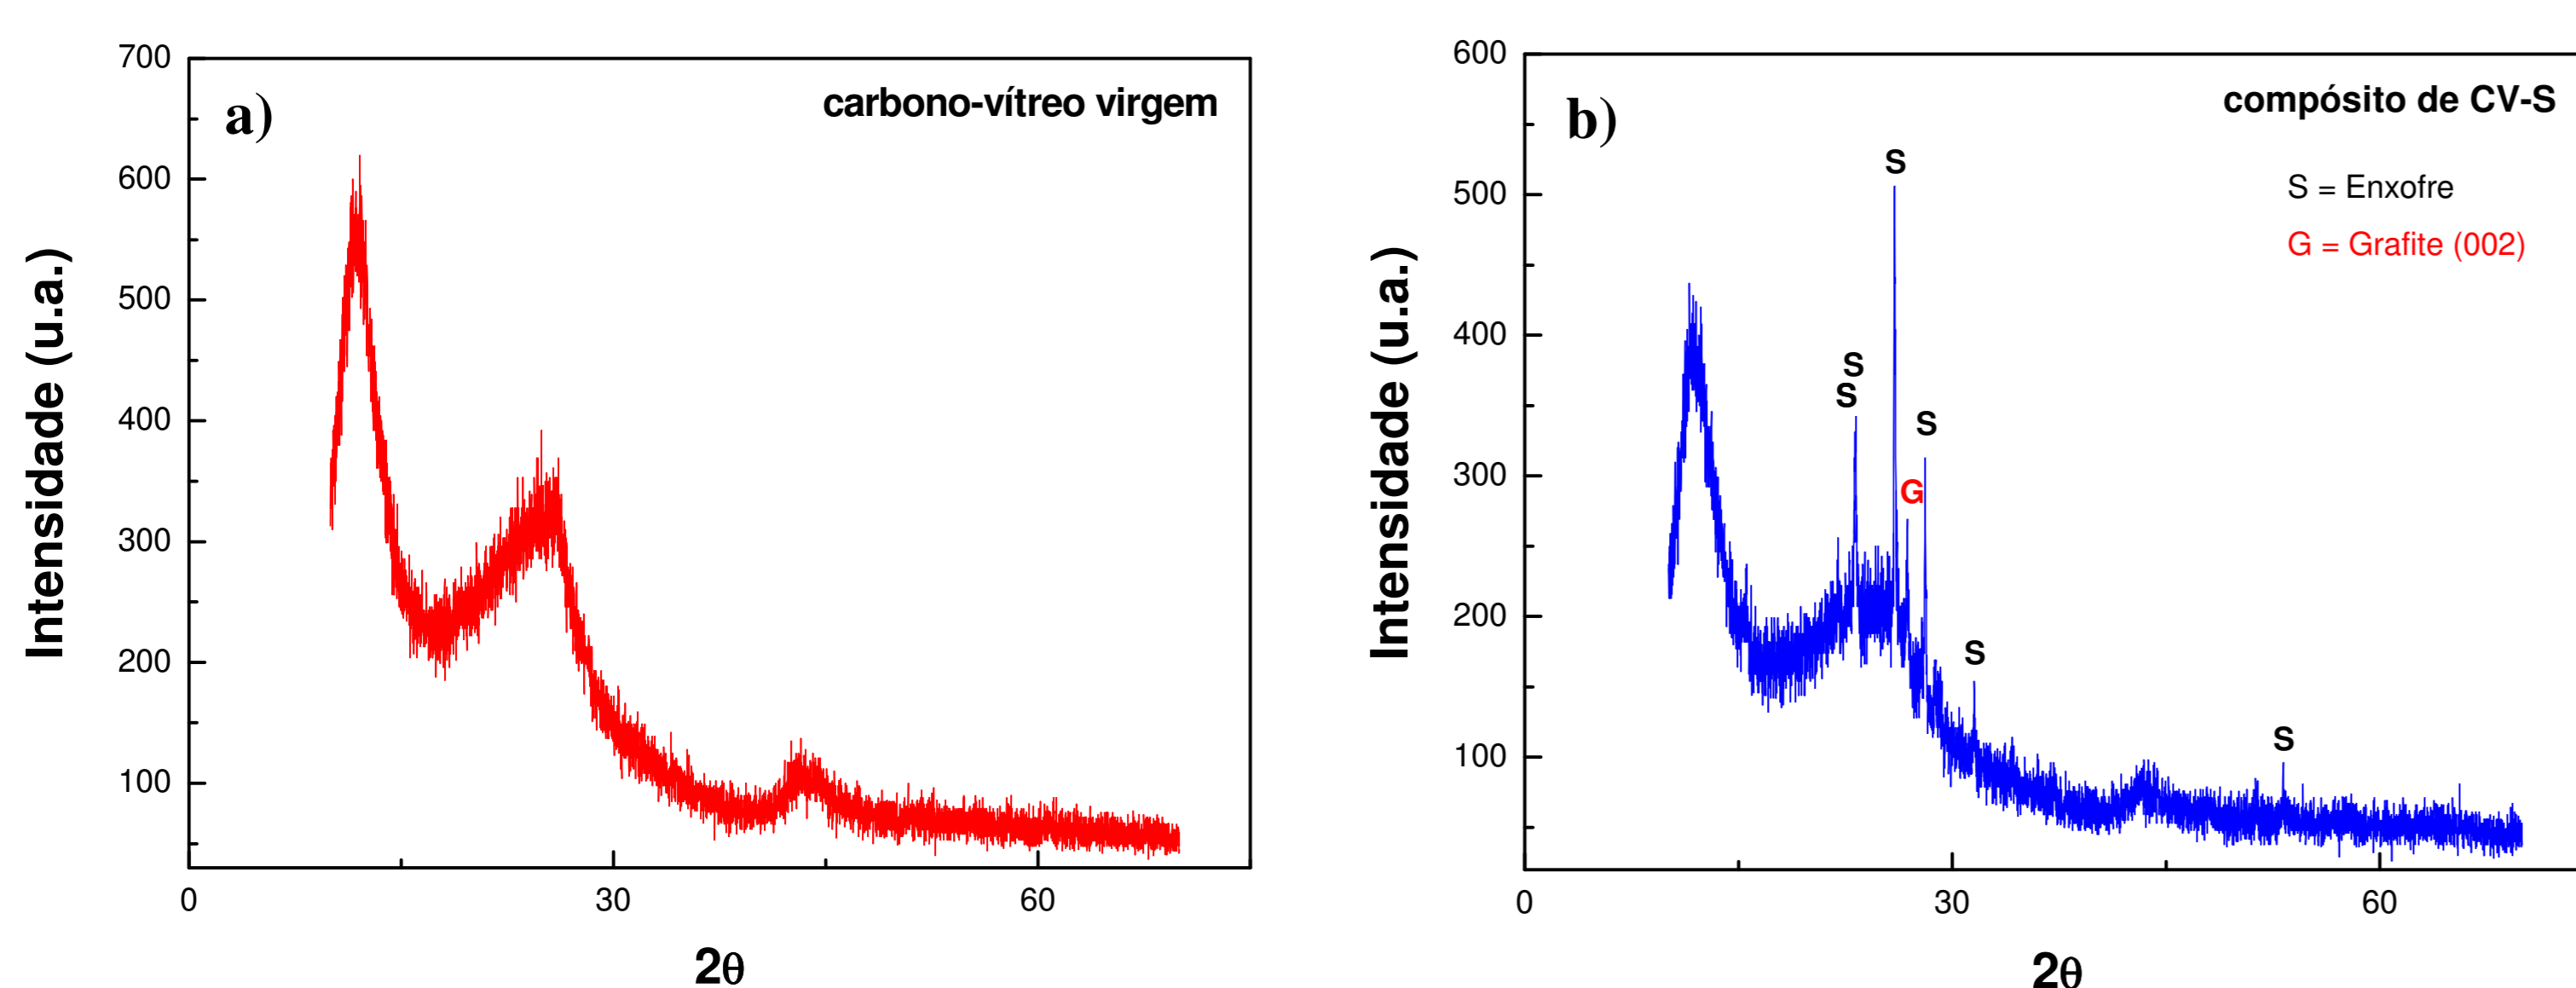 a)
carbono-vítreo virgem
Intensidade (u.a.)
700
600
500
400
300
200
100
0
30
60
2θ
b)
compósito de CV-S
S = Enxofre
G = Grafite (002)
Intensidade (u.a.)
600
500
400
300
200
100
S
S
S
S
G
S
S
0
30
60
2θ